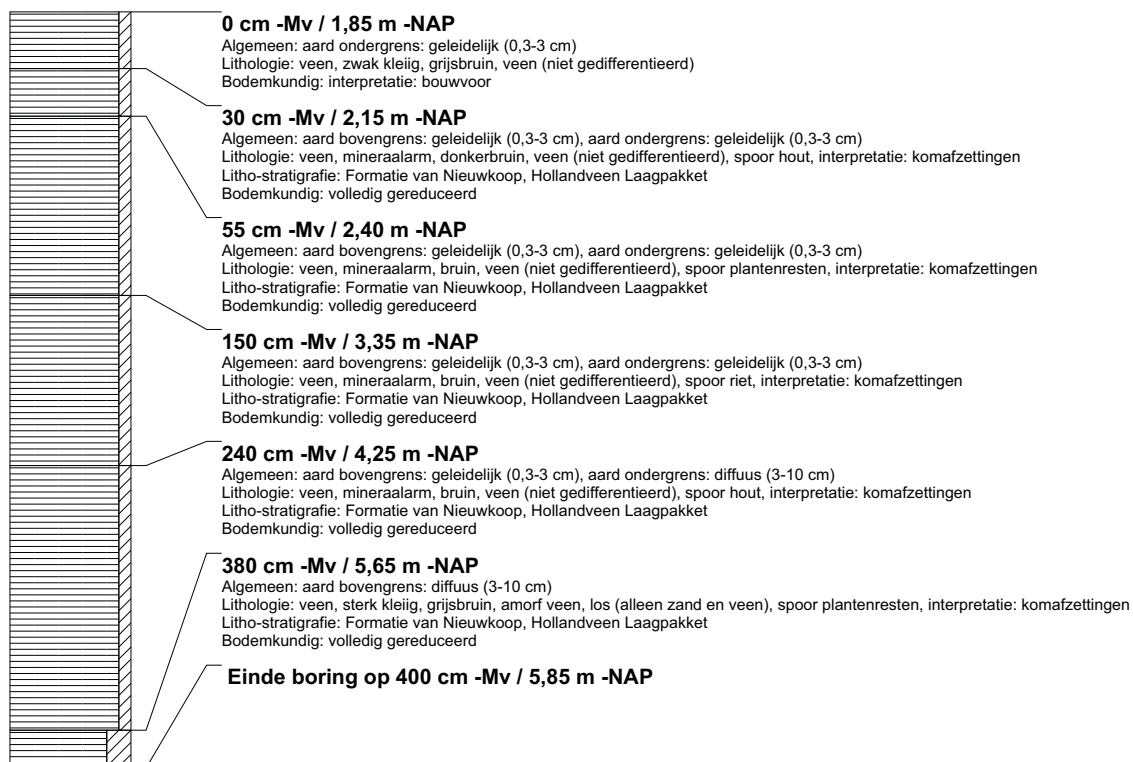 0 cm -Mv / 1,85 m -NAP
Algemeen: aard ondergrens: geleidelijk (0,3-3 cm)
Lithologie: veen, zwak kleiig, grijsbruin, veen (niet gedifferentieerd)
Bodemkundig: interpretatie: bouwvoor
30 cm -Mv / 2,15 m -NAP
Algemeen: aard bovengrens: geleidelijk (0,3-3 cm), aard ondergrens: geleidelijk (0,3-3 cm)
Lithologie: veen, mineraalarm, donkerbruin, veen (niet gedifferentieerd), spoor hout, interpretatie: komafzettingen
Litho-stratigrafie: Formatie van Nieuwkoop, Hollandveen Laagpakket
Bodemkundig: volledig gereduceerd
55 cm -Mv / 2,40 m -NAP
Algemeen: aard bovengrens: geleidelijk (0,3-3 cm), aard ondergrens: geleidelijk (0,3-3 cm)
Lithologie: veen, mineraalarm, bruin, veen (niet gedifferentieerd), spoor plantenresten, interpretatie: komafzettingen
Litho-stratigrafie: Formatie van Nieuwkoop, Hollandveen Laagpakket
Bodemkundig: volledig gereduceerd
150 cm -Mv / 3,35 m -NAP
Algemeen: aard bovengrens: geleidelijk (0,3-3 cm), aard ondergrens: geleidelijk (0,3-3 cm)
Lithologie: veen, mineraalarm, bruin, veen (niet gedifferentieerd), spoor riet, interpretatie: komafzettingen
Litho-stratigrafie: Formatie van Nieuwkoop, Hollandveen Laagpakket
Bodemkundig: volledig gereduceerd
240 cm -Mv / 4,25 m -NAP
Algemeen: aard bovengrens: geleidelijk (0,3-3 cm), aard ondergrens: diffuus (3-10 cm)
Lithologie: veen, mineraalarm, bruin, veen (niet gedifferentieerd), spoor hout, interpretatie: komafzettingen
Litho-stratigrafie: Formatie van Nieuwkoop, Hollandveen Laagpakket
Bodemkundig: volledig gereduceerd
380 cm -Mv / 5,65 m -NAP
Algemeen: aard bovengrens: diffuus (3-10 cm)
Lithologie: veen, sterk kleiig, grijsbruin, amorf veen, los (alleen zand en veen), spoor plantenresten, interpretatie: komafzettingen
Litho-stratigrafie: Formatie van Nieuwkoop, Hollandveen Laagpakket
Bodemkundig: volledig gereduceerd
Einde boring op 400 cm -Mv / 5,85 m -NAP